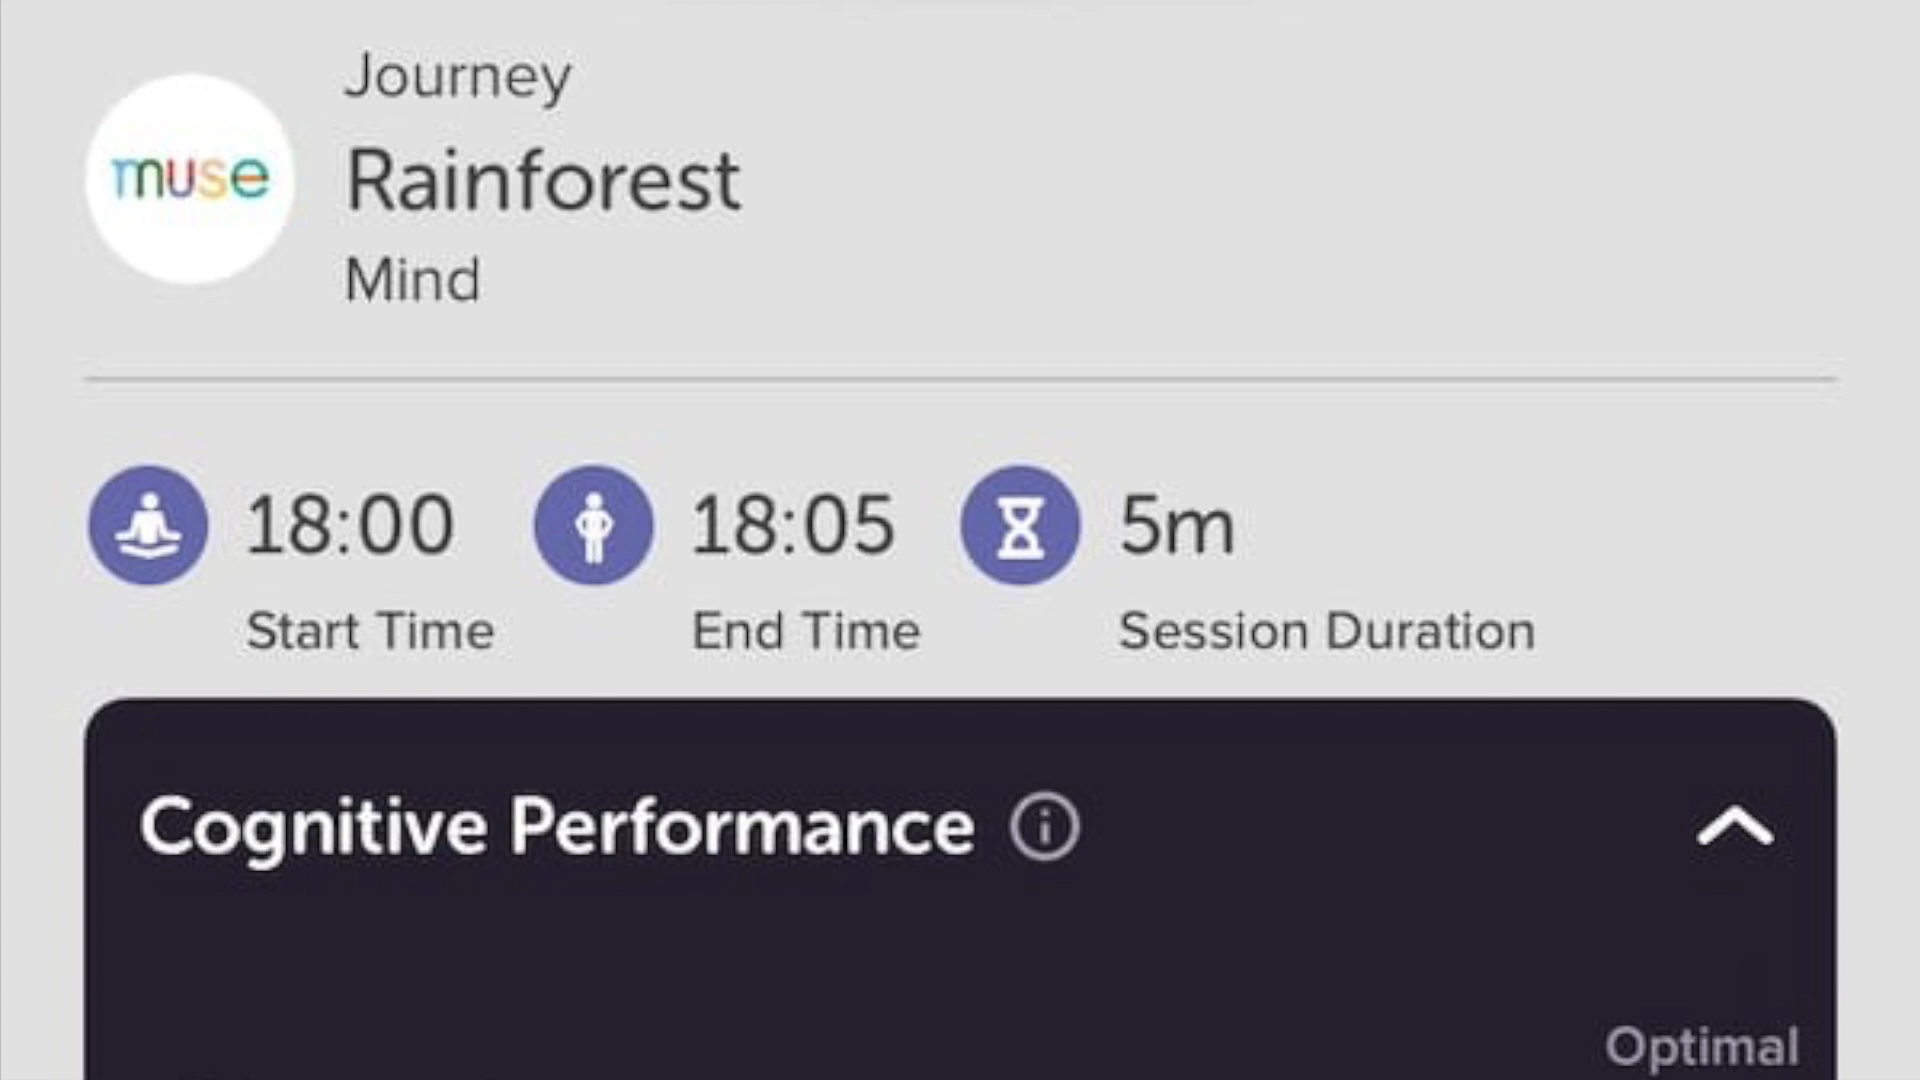 muse
Journey
Rainforest
Mind
18:00 18:05 5m
Start Time End Time Session Duration
Cognitive Performance
Optimal